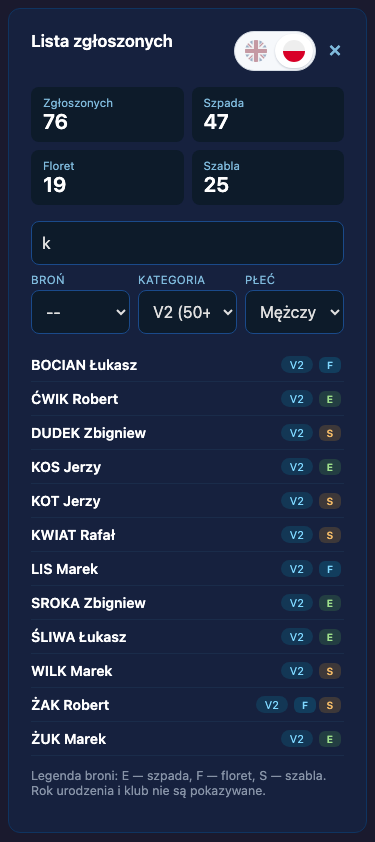 Lista zgłoszonych
×
Zgłoszonych
76
Szpada
47
Floret
19
Szabla
25
k
BROŃ
KATEGORIA
PŁEĆ
--
V2 (50+
Mężczy
BOCIAN Łukasz V2 F
ĆWIK Robert V2 E
DUDEK Zbigniew V2 S
KOS Jerzy V2 E
KOT Jerzy V2 S
KWIAT Rafał V2 S
LIS Marek V2 F
SROKA Zbigniew V2 E
ŚLIWA Łukasz V2 E
WILK Marek V2 S
ŻAK Robert V2 F S
ŻUK Marek V2 E
Legenda broni: E — szpada, F — floret, S — szabla.
Rok urodzenia i klub nie są pokazywane.